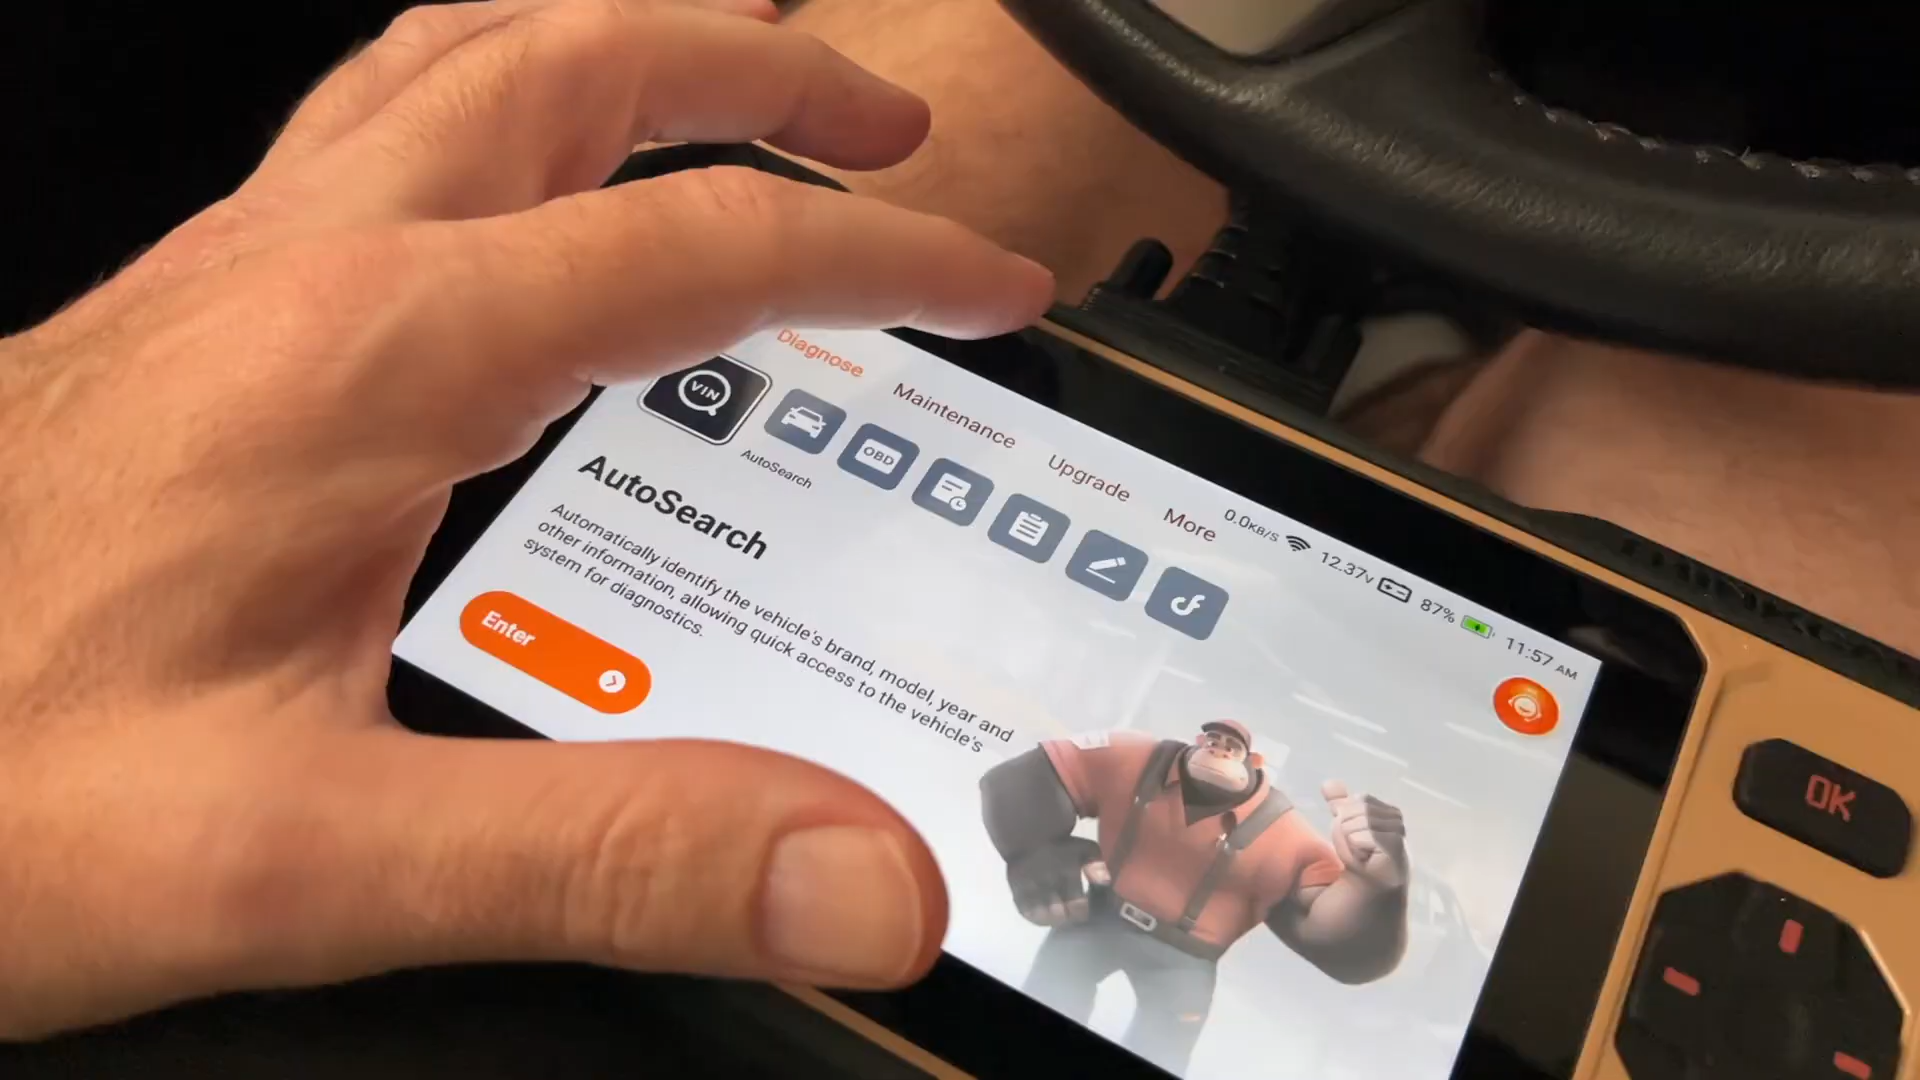 Diagnose Maintenance Upgrade More
0.0KB/S 12.37V 87% 11:57 AM
VIN
OBD
AutoSearch
AutoSearch
Automatically identify the vehicle's brand, model, year and
other information, allowing quick access to the vehicle's
system for diagnostics.
Enter
OK